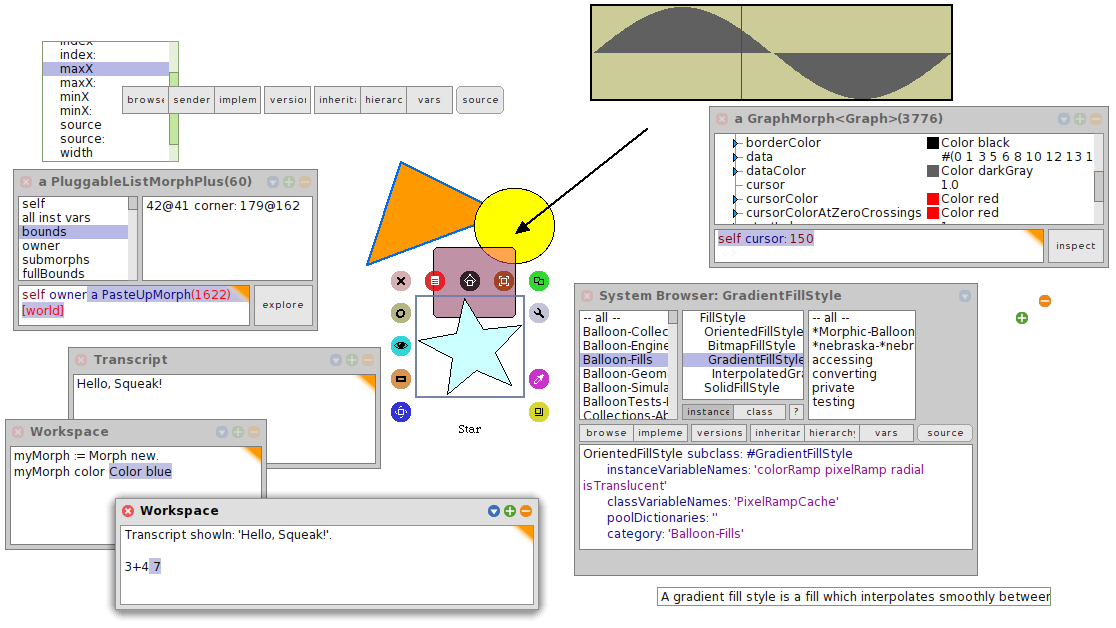 index
index:
maxX
maxX:
minX
minX:
source
source:
width
browse sender implem version inherita hierarc vars source
a PluggableListMorphPlus(60)
self
all inst vars
bounds
owner
submorphs
fullBounds
42@41 corner: 179@162
self owner a PasteUpMorph(1622)
[world]
explore
Transcript
Hello, Squeak!
Workspace
myMorph := Morph new.
myMorph color Color blue
Workspace
Transcript showln: 'Hello, Squeak!'.
3+4 7
Star
a GraphMorph<Graph>(3776)
borderColor Color black
data #(0 1 3 5 6 8 10 12 13 1
dataColor Color darkGray
cursor 1.0
cursorColor Color red
cursorColorAtZeroCrossings Color red
self cursor: 150
inspect
System Browser: GradientFillStyle
-- all --
Balloon-Collec
Balloon-Engine
Balloon-Fills
Balloon-Geom
Balloon-Simula
BalloonTests-
Collections-Ab
FillStyle
OrientedFillStyle
BitmapFillStyle
GradientFillStyle
InterpolatedGra
SolidFillStyle
instance class ?
-- all --
*Morphic-Balloon
*nebraska-*nebr
accessing
converting
private
testing
browse impleme versions inheritar hierarchy vars source
OrientedFillStyle subclass: #GradientFillStyle
instanceVariableNames: 'colorRamp pixelRamp radial
isTranslucent'
classVariableNames: 'PixelRampCache'
poolDictionaries: ''
category: 'Balloon-Fills'
A gradient fill style is a fill which interpolates smoothly between